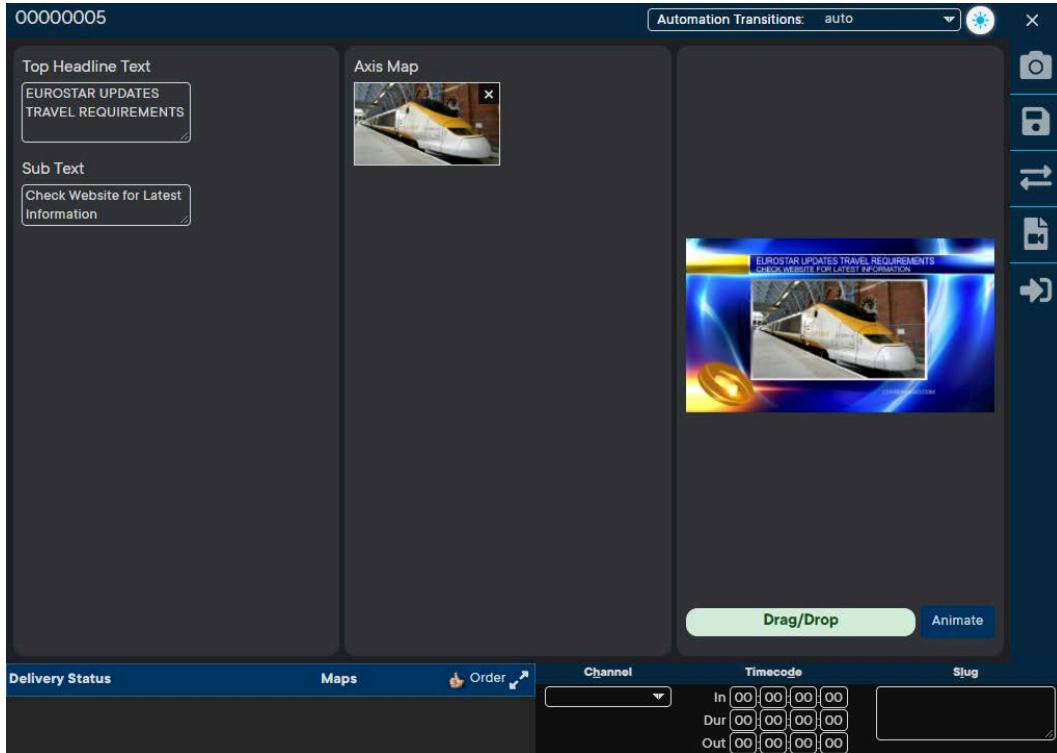 00000005
Automation Transitions: auto
Top Headline Text
EUROSTAR UPDATES
TRAVEL REQUIREMENTS
Sub Text
Check Website for Latest
Information
Axis Map
EUROSTAR UPDATES TRAVEL REQUIREMENTS
CHECK WEBSITE FOR LATEST INFORMATION
Drag/Drop
Animate
Delivery Status
Maps
Order
Channel
Timecode
Slug
In 00:00:00:00
Dur 00:00:00:00
Out 00:00:00:00